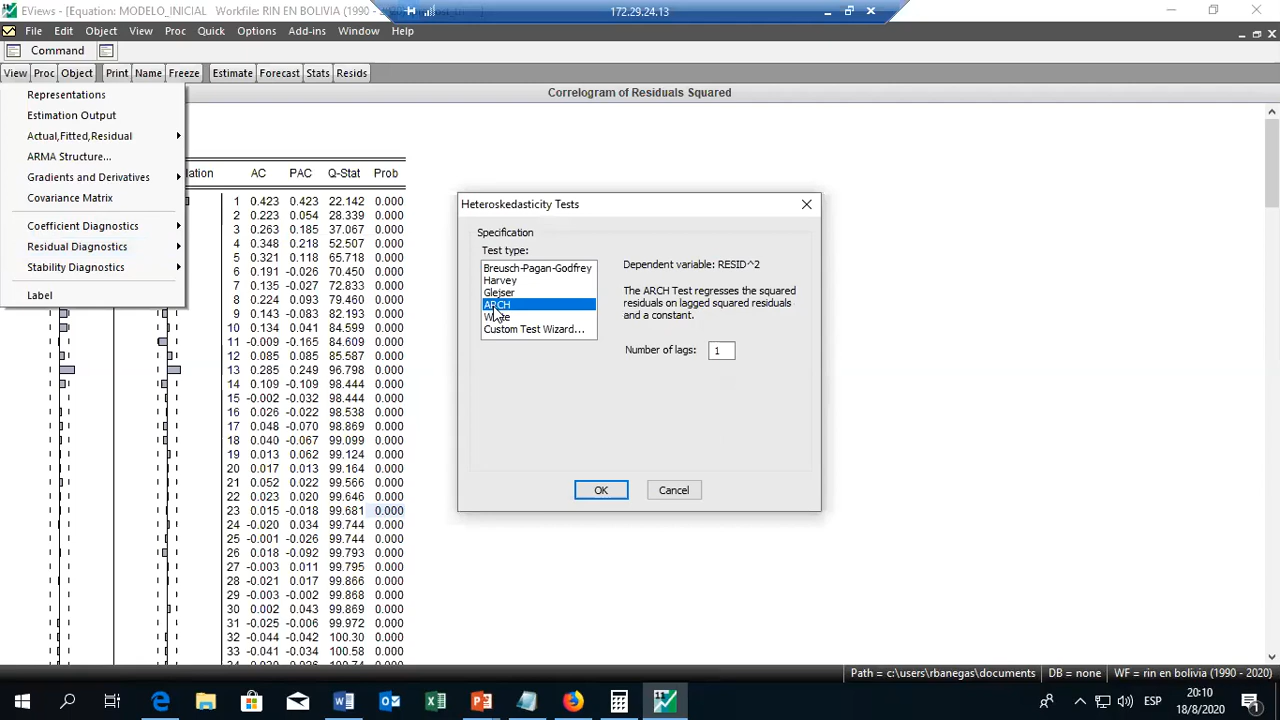 EViews - [Equation: MODELO_INICIAL Workfile: RIN EN BOLIVIA (1990 -
172.29.24.13
File Edit Object View Proc Quick Options Add-ins Window Help
Command
View Proc Object Print Name Freeze Estimate Forecast Stats Resids
Correlogram of Residuals Squared
Representations
Estimation Output
Actual,Fitted,Residual
ARMA Structure...
Gradients and Derivatives
Covariance Matrix
Coefficient Diagnostics
Residual Diagnostics
Stability Diagnostics
Label
lation AC PAC Q-Stat Prob
1 0.423 0.423 22.142 0.000
2 0.223 0.054 28.339 0.000
3 0.263 0.185 37.067 0.000
4 0.348 0.218 52.507 0.000
5 0.321 0.118 65.718 0.000
6 0.191 -0.026 70.450 0.000
7 0.135 -0.027 72.833 0.000
8 0.224 0.093 79.460 0.000
9 0.143 -0.083 82.193 0.000
10 0.134 0.041 84.599 0.000
11 -0.009 -0.165 84.609 0.000
12 0.085 0.085 85.587 0.000
13 0.285 0.249 96.798 0.000
14 0.109 -0.109 98.444 0.000
15 -0.002 -0.032 98.444 0.000
16 0.026 -0.022 98.538 0.000
17 0.048 -0.070 98.869 0.000
18 0.040 -0.067 99.099 0.000
19 0.013 0.062 99.124 0.000
20 0.017 0.013 99.164 0.000
21 0.052 0.022 99.566 0.000
22 0.023 0.020 99.646 0.000
23 0.015 -0.018 99.681 0.000
24 -0.020 0.034 99.744 0.000
25 -0.001 -0.026 99.744 0.000
26 0.018 -0.092 99.793 0.000
27 -0.003 0.011 99.795 0.000
28 -0.021 0.017 99.866 0.000
29 -0.003 -0.009 99.868 0.000
30 0.002 0.043 99.869 0.000
31 -0.025 -0.006 99.972 0.000
32 -0.044 -0.042 100.30 0.000
33 -0.041 -0.034 100.58 0.000
Heteroskedasticity Tests
Specification
Test type:
Breusch-Pagan-Godfrey
Harvey
Glejser
ARCH
White
Custom Test Wizard...
Dependent variable: RESID^2
The ARCH Test regresses the squared
residuals on lagged squared residuals
and a constant.
Number of lags: 1
OK Cancel
Path = c:\users\rbanegas\documents DB = none WF = rin en bolivia (1990 - 2020)
ESP
20:10
18/8/2020
1